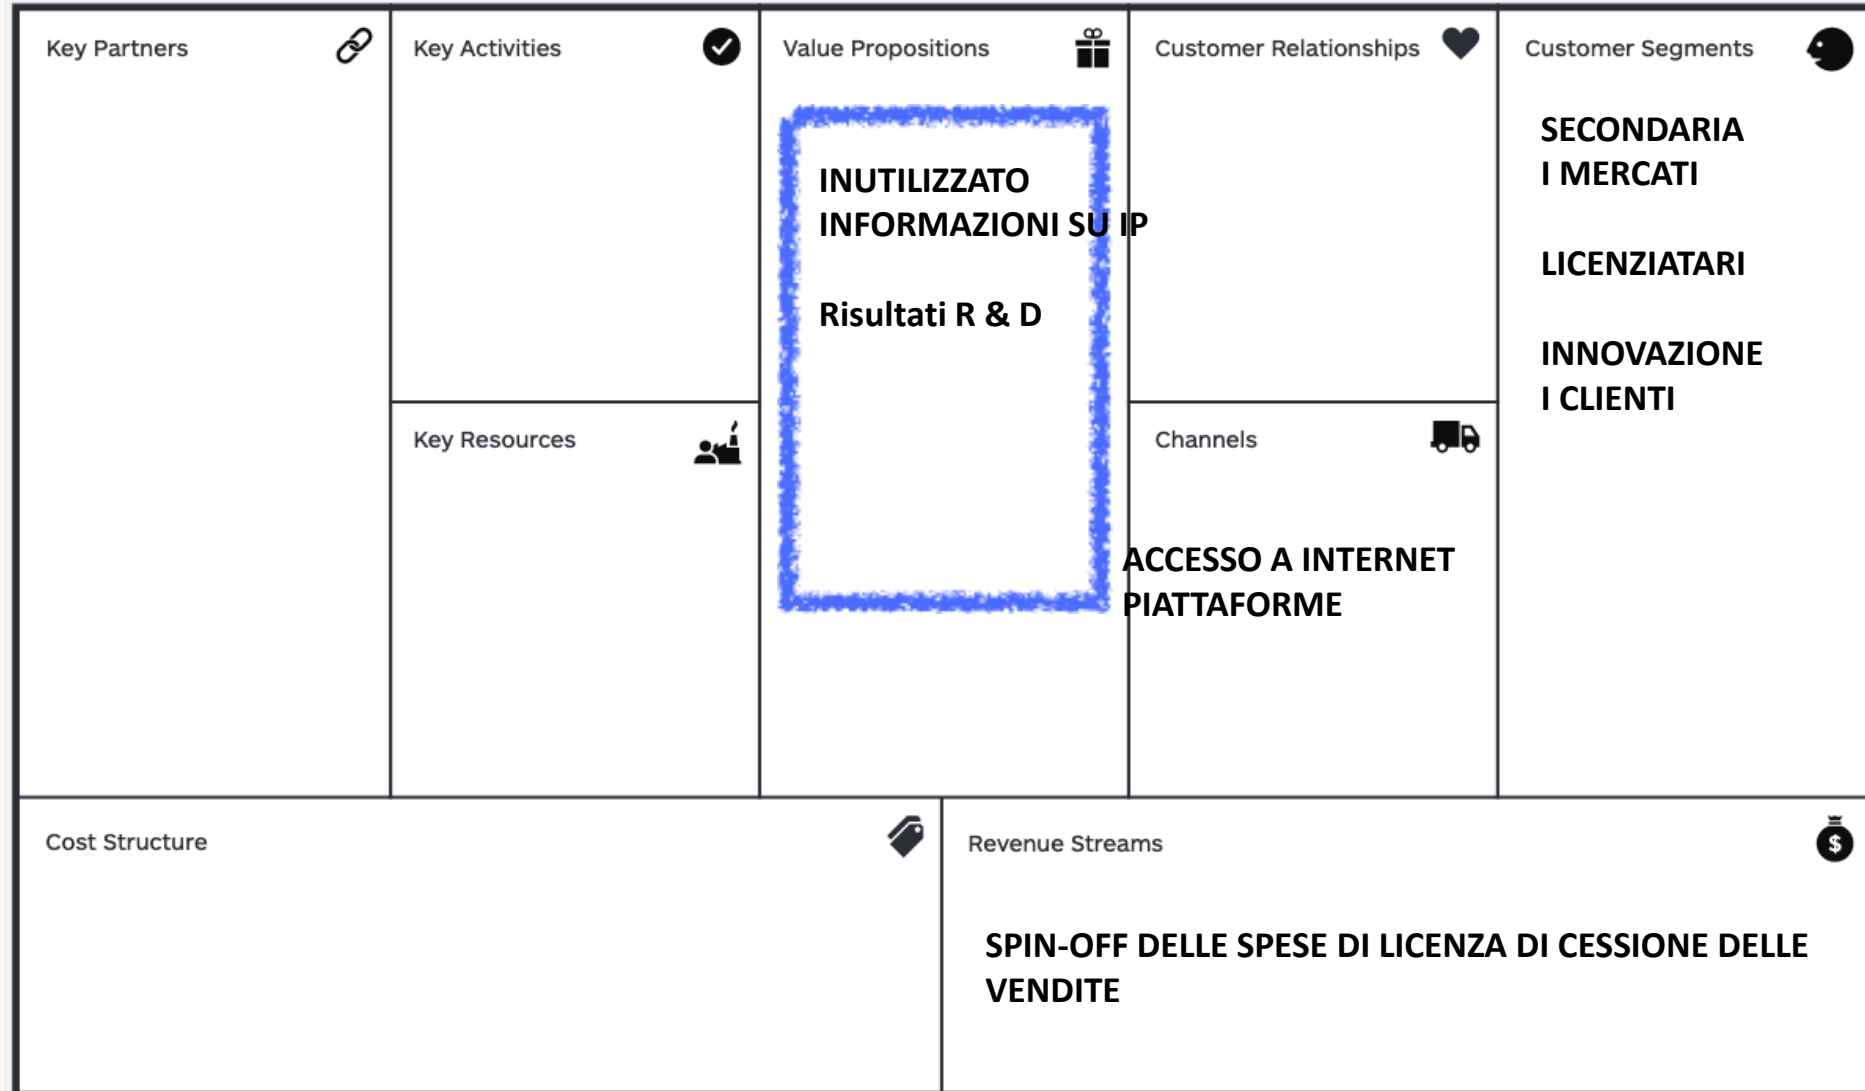 Key Partners
Key Activities
Value Propositions
INUTILIZZATO
INFORMAZIONI SU IP
Risultati R & D
Customer Relationships
Customer Segments
SECONDARIA
I MERCATI
LICENZIATARI
INNOVAZIONE
I CLIENTI
Key Resources
Channels
ACCESSO A INTERNET
PIATTAFORME
Cost Structure
Revenue Streams
$
SPIN-OFF DELLE SPESE DI LICENZA DI CESSIONE DELLE
VENDITE